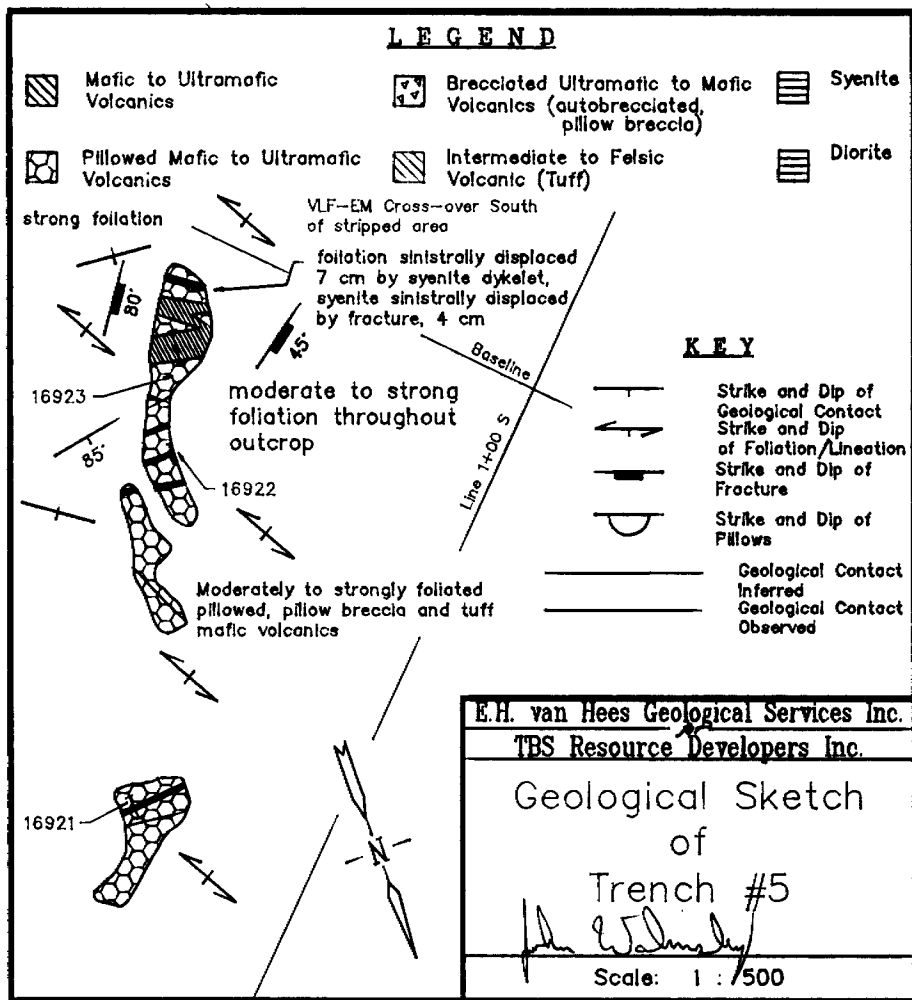 LEGEND
Mafic to Ultramafic
Volcanics
Brecciated Ultramafic to Mafic
Volcanics (autobrecciated,
pillow breccia)
Syenite
Pillowed Mafic to Ultramafic
Volcanics
Intermediate to Felsic
Volcanic (Tuff)
Diorite
strong foliation
VLF-EM Cross-over South
of stripped area
foliation sinistrally displaced
7 cm by syenite dykelet,
syenite sinistrally displaced
by fracture, 4 cm
80°
45°
Baseline
16923
moderate to strong
foliation throughout
outcrop
85°
16922
Line 1+00 S
KEY
Strike and Dip of
Geological Contact
Strike and Dip
of Foliation/Lineation
Strike and Dip of
Fracture
Strike and Dip of
Pillows
Geological Contact
Inferred
Geological Contact
Observed
Moderately to strongly foliated
pillowed, pillow breccia and tuff
mafic volcanics
16921
N
E.H. van Hees Geological Services Inc.
TBS Resource Developers Inc.
Geological Sketch
of
Trench #5
Scale: 1 : 500